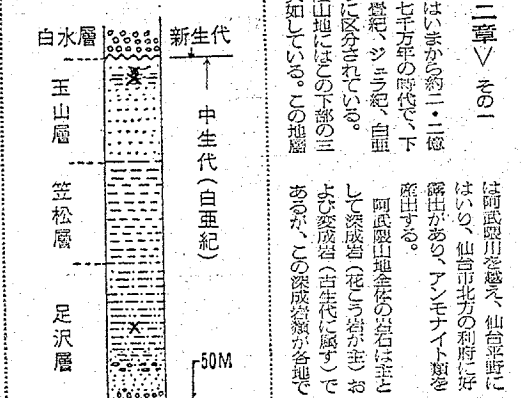 二章〉 その一
はいまから約二・二億
七千万年の時代で、下
畳紀、ジュラ紀、白亜
に区分されている。
山地にはこの下部の三
如している。この地層
は阿武隈川を越え、仙台平野に
はいり、仙台市北方の利府に好
露出があり、アンモナイト類を
産出する。
阿武隈山地全体の岩石は主と
して深成岩(花こう岩が主)お
よび変成岩(古生代に属す)で
あるが、この深成岩類が各地で
白水層
玉山層
笠松層
足沢層
新生代
中生代(白亜紀)
50M